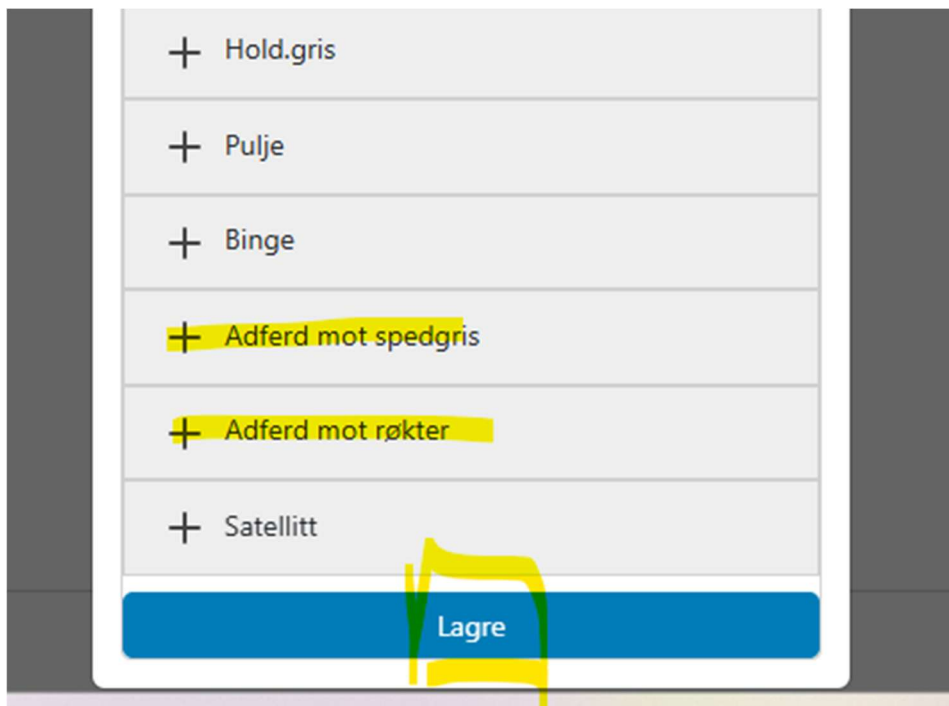 Hold.gris
Pulje
Binge
Adferd mot spedgris
Adferd mot røkter
Satellitt
Lagre